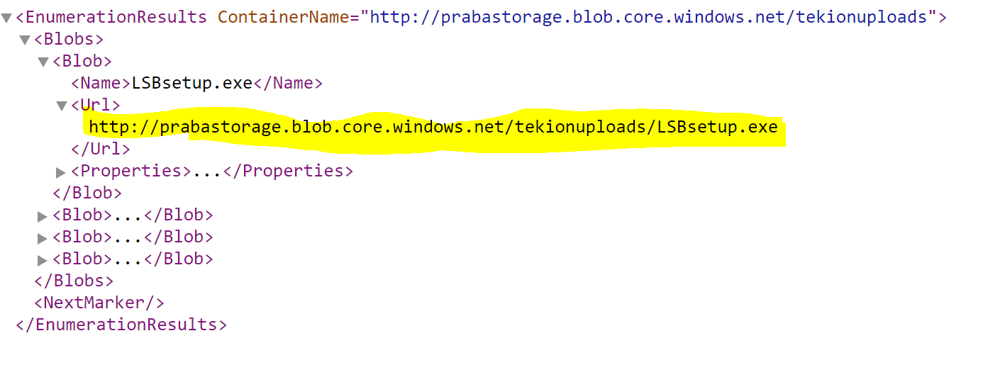 <EnumerationResults ContainerName="http://prabastorage.blob.core.windows.net/tekionuploads">
<Blobs>
<Blob>
<Name>LSBsetup.exe</Name>
<Url>
http://prabastorage.blob.core.windows.net/tekionuploads/LSBsetup.exe
</Url>
<Properties>...</Properties>
</Blob>
<Blob>...</Blob>
<Blob>...</Blob>
<Blob>...</Blob>
</Blobs>
<NextMarker/>
</EnumerationResults>